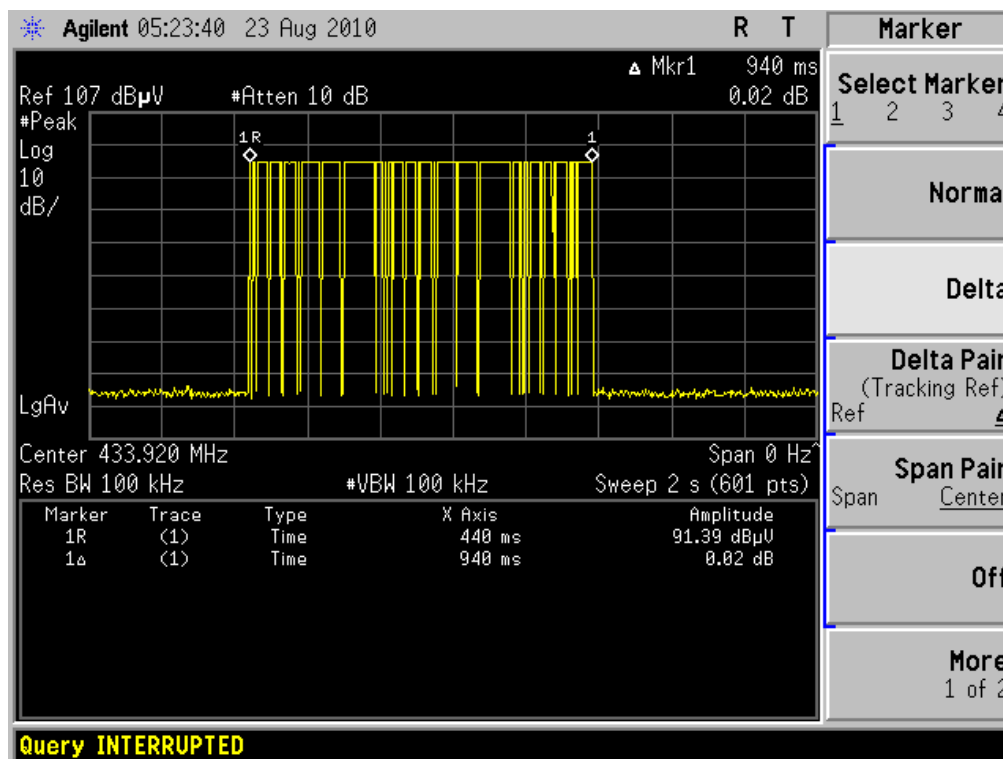 Agilent 05:23:40 23 Aug 2010 R T
Δ Mkr1 940 ms
Ref 107 dBµV #Atten 10 dB 0.02 dB
#Peak
Log
10
dB/
1R 1
LgAv
Center 433.920 MHz Span 0 Hz^
Res BW 100 kHz #VBW 100 kHz Sweep 2 s (601 pts)
Marker Trace Type X Axis Amplitude
1R (1) Time 440 ms 91.39 dBµV
1Δ (1) Time 940 ms 0.02 dB
Query INTERRUPTED
Marker
Select Marker
1 2 3 4
Norma
Delta
Delta Pair
(Tracking Ref)
Ref Δ
Span Pair
Span Center
Off
More
1 of 2